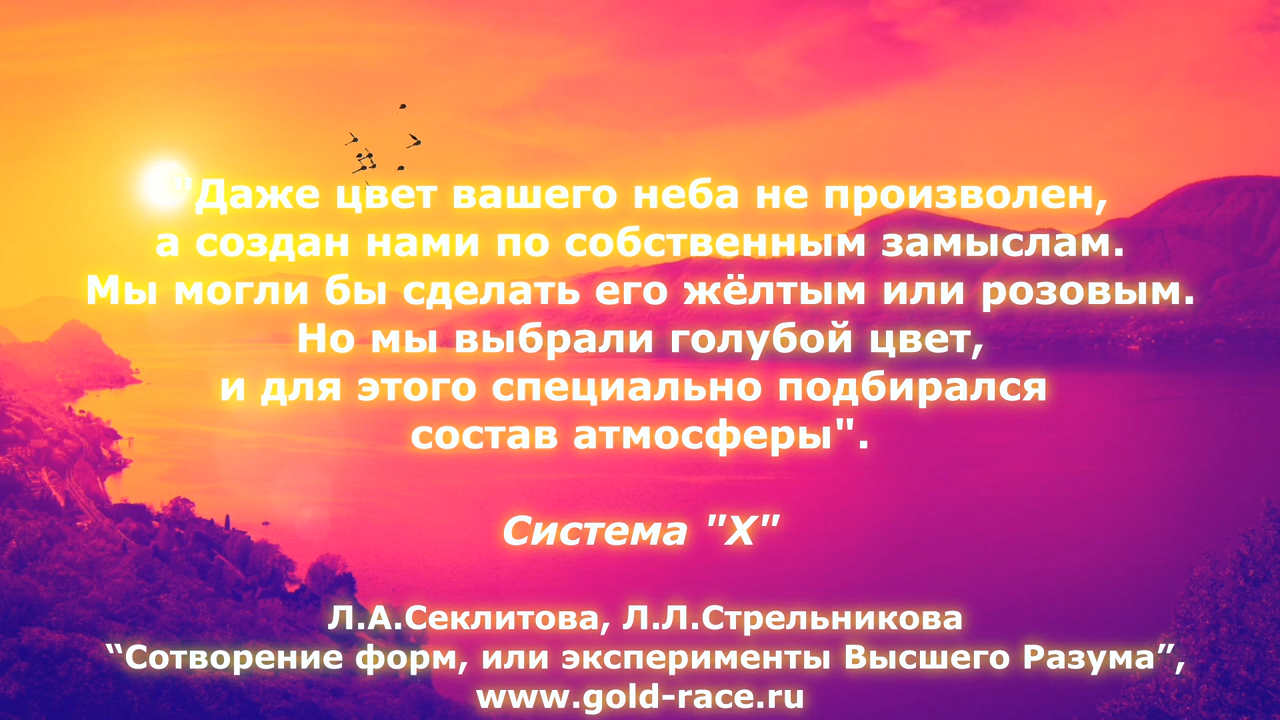 "Даже цвет вашего неба не произволен,
а создан нами по собственным замыслам.
Мы могли бы сделать его жёлтым или розовым.
Но мы выбрали голубой цвет,
и для этого специально подбирался
состав атмосферы".
Система "Х"
Л.А.Секлитова, Л.Л.Стрельникова
“Сотворение форм, или эксперименты Высшего Разума”,
www.gold-race.ru